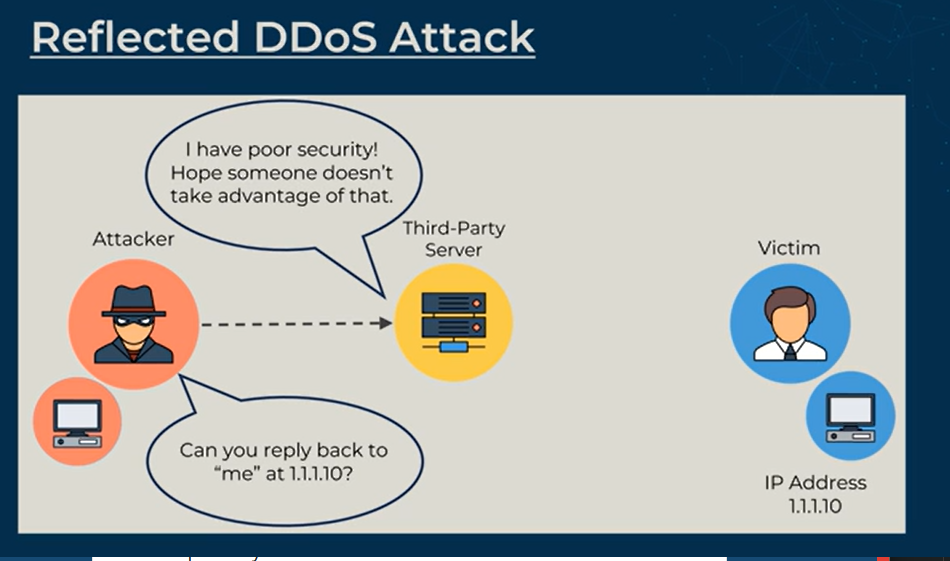 Reflected DDoS Attack
I have poor security!
Hope someone doesn't
take advantage of that.
Attacker
Third-Party
Server
Victim
Can you reply back to
“me” at 1.1.1.10?
IP Address
1.1.1.10